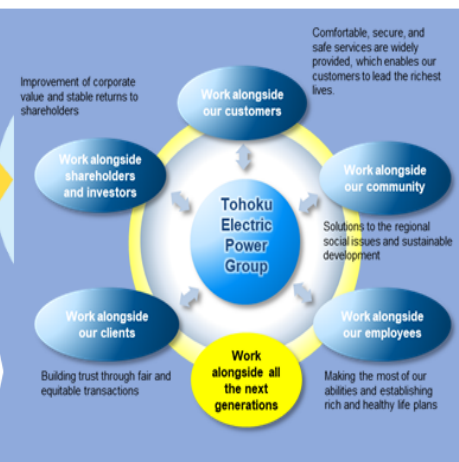 Comfortable, secure, and
safe services are widely
provided, which enables our
customers to lead the richest
lives.
Improvement of corporate
value and stable returns to
shareholders
Work alongside
our customers
Work alongside
shareholders
and investors
Work alongside
our community
Tohoku
Electric
Power
Group
Solutions to the regional
social issues and sustainable
development
Work alongside
our clients
Work alongside
our employees
Building trust through fair and
equitable transactions
Work
alongside all
the next
generations
Making the most of our
abilities and establishing
rich and healthy life plans